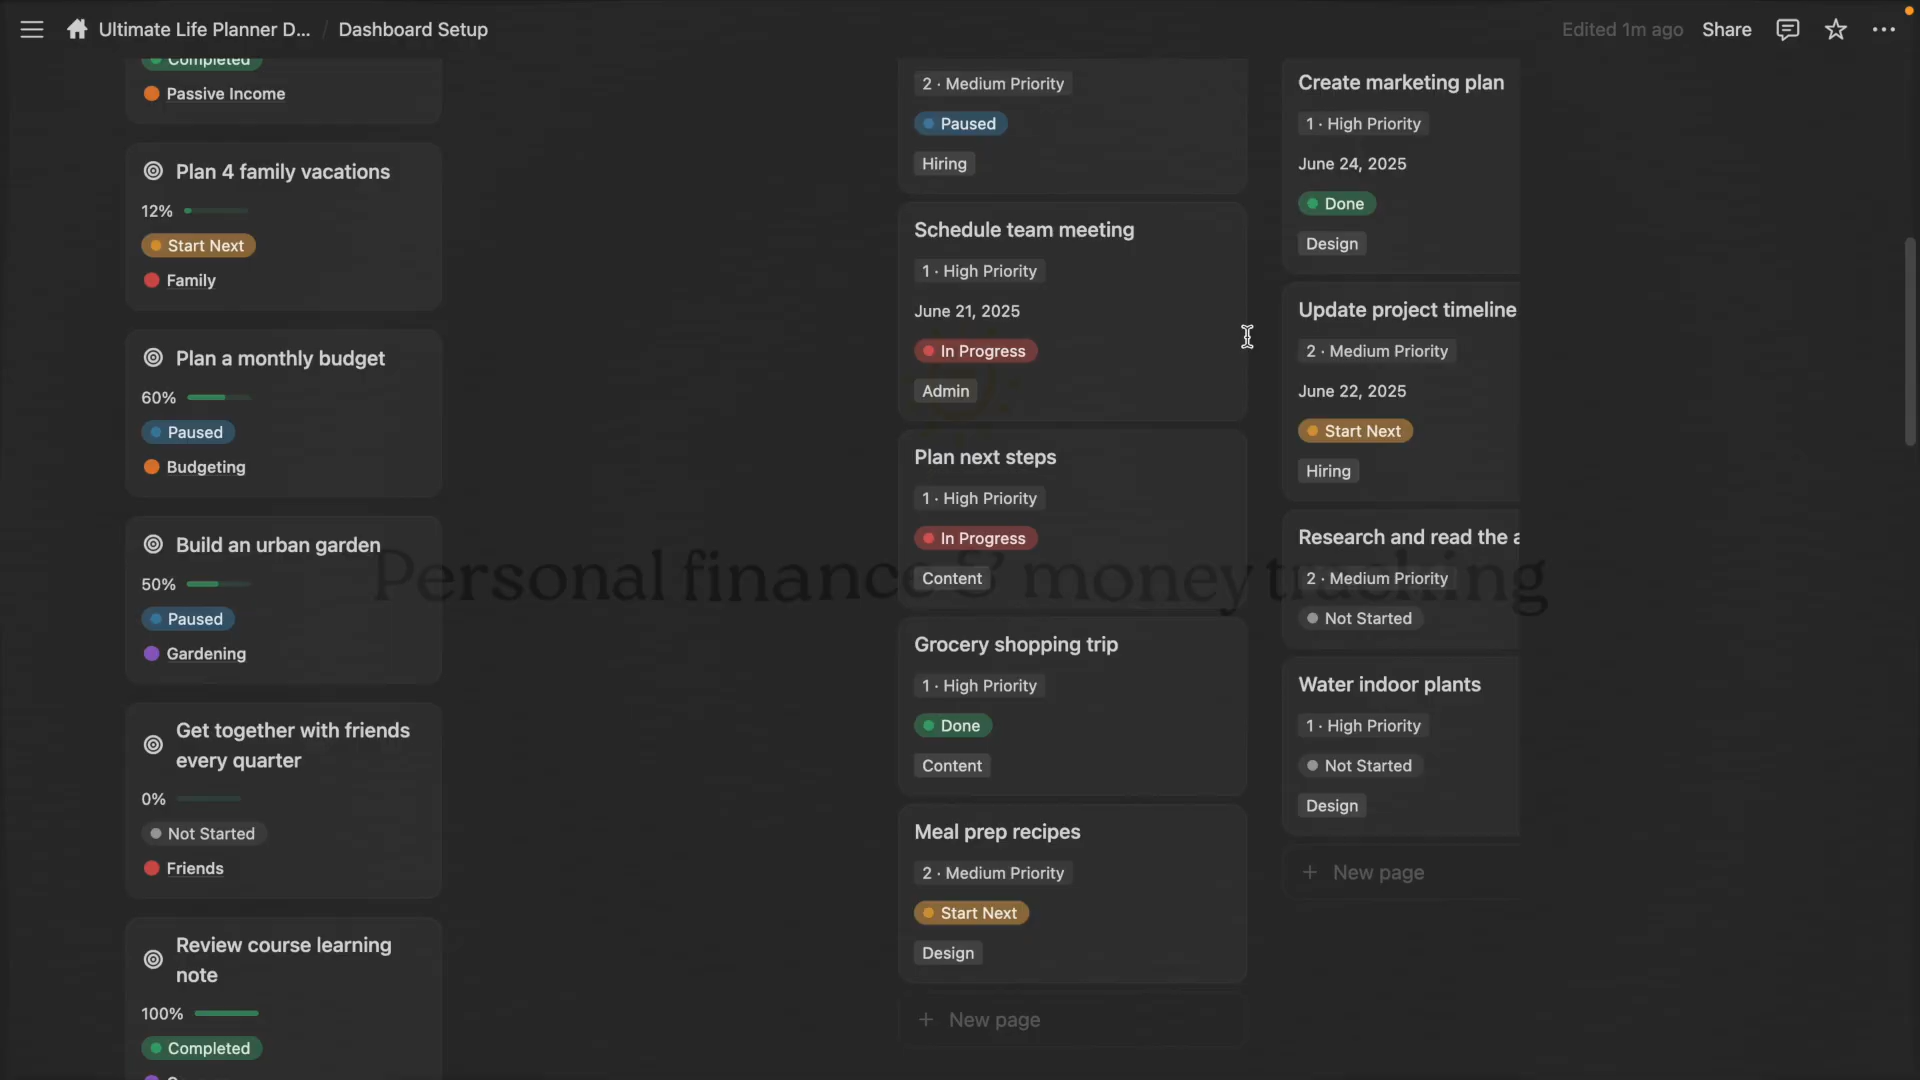 Ultimate Life Planner D... / Dashboard Setup
Edited 1m ago Share
Completed
Passive Income
Plan 4 family vacations
12%
Start Next
Family
Plan a monthly budget
60%
Paused
Budgeting
Build an urban garden
50%
Paused
Gardening
Get together with friends
every quarter
0%
Not Started
Friends
Review course learning
note
100%
Completed
2 · Medium Priority
Paused
Hiring
Schedule team meeting
1 · High Priority
June 21, 2025
In Progress
Admin
Plan next steps
1 · High Priority
In Progress
Content
Grocery shopping trip
1 · High Priority
Done
Content
Meal prep recipes
2 · Medium Priority
Start Next
Design
+ New page
Create marketing plan
1 · High Priority
June 24, 2025
Done
Design
Update project timeline
2 · Medium Priority
June 22, 2025
Start Next
Hiring
Research and read the a
2 · Medium Priority
Not Started
Water indoor plants
1 · High Priority
Not Started
Design
+ New page
Personal finance & money tracking